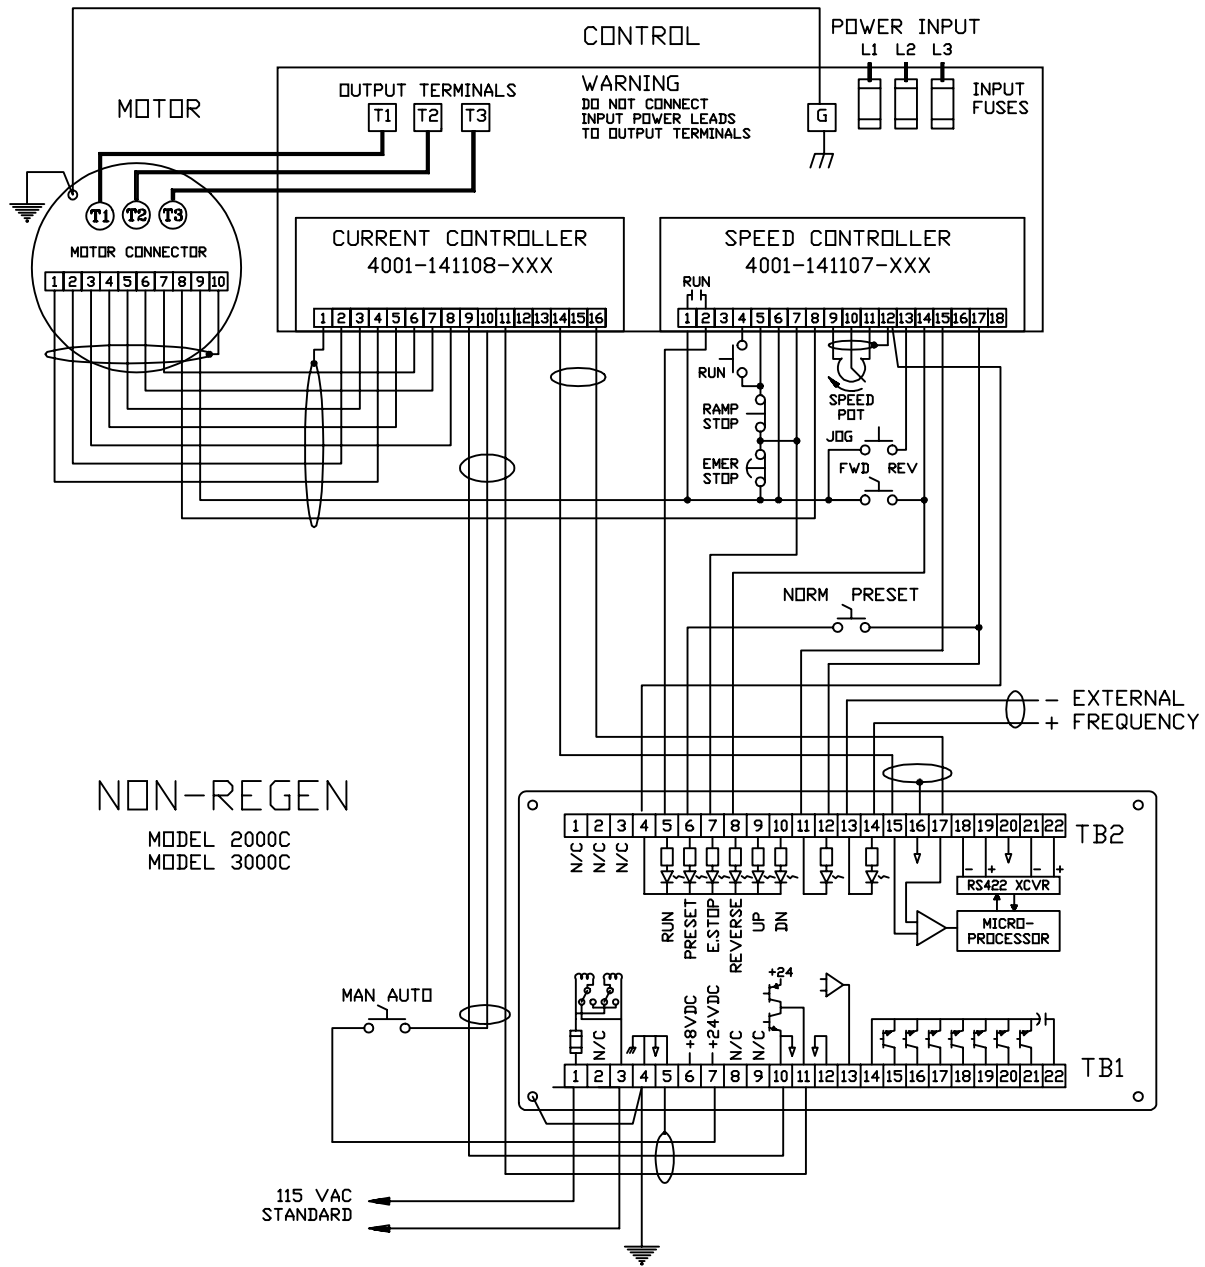 POWER INPUT
CONTROL
L1 L2 L3
OUTPUT TERMINALS
WARNING
DO NOT CONNECT
INPUT POWER LEADS
TO OUTPUT TERMINALS
INPUT
FUSES
MOTOR
T1 T2 T3
G
T1 T2 T3
MOTOR CONNECTOR
1 2 3 4 5 6 7 8 9 10
CURRENT CONTROLLER
4001-141108-XXX
1 2 3 4 5 6 7 8 9 10 11 12 13 14 15 16
SPEED CONTROLLER
4001-141107-XXX
RUN
1 2 3 4 5 6 7 8 9 10 11 12 13 14 15 16 17 18
RUN
SPEED
POT
RAMP
STOP
JOG
EMER
STOP
FWD REV
NORM PRESET
- EXTERNAL
+ FREQUENCY
NON-REGEN
MODEL 2000C
MODEL 3000C
1 2 3 4 5 6 7 8 9 10 11 12 13 14 15 16 17 18 19 20 21 22
TB2
N/C
N/C
N/C
- + - +
RS422 XCVR
MICRO-
PROCESSOR
RUN
PRESET
E.STOP
REVERSE
UP
DN
+24
MAN AUTO
N/C
+8VDC
+24VDC
N/C
N/C
1 2 3 4 5 6 7 8 9 10 11 12 13 14 15 16 17 18 19 20 21 22
TB1
115 VAC
STANDARD